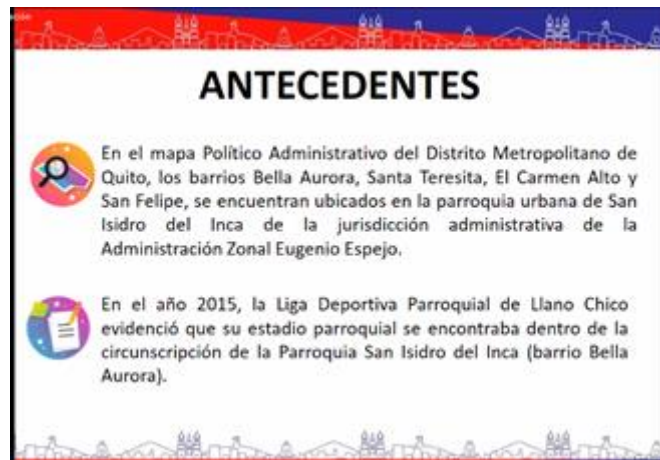 ANTECEDENTES
En el mapa Político Administrativo del Distrito Metropolitano de
Quito, los barrios Bella Aurora, Santa Teresita, El Carmen Alto y
San Felipe, se encuentran ubicados en la parroquia urbana de San
Isidro del Inca de la jurisdicción administrativa de la
Administración Zonal Eugenio Espejo.
En el año 2015, la Liga Deportiva Parroquial de Llano Chico
evidenció que su estadio parroquial se encontraba dentro de la
circunscripción de la Parroquia San Isidro del Inca (barrio Bella
Aurora).